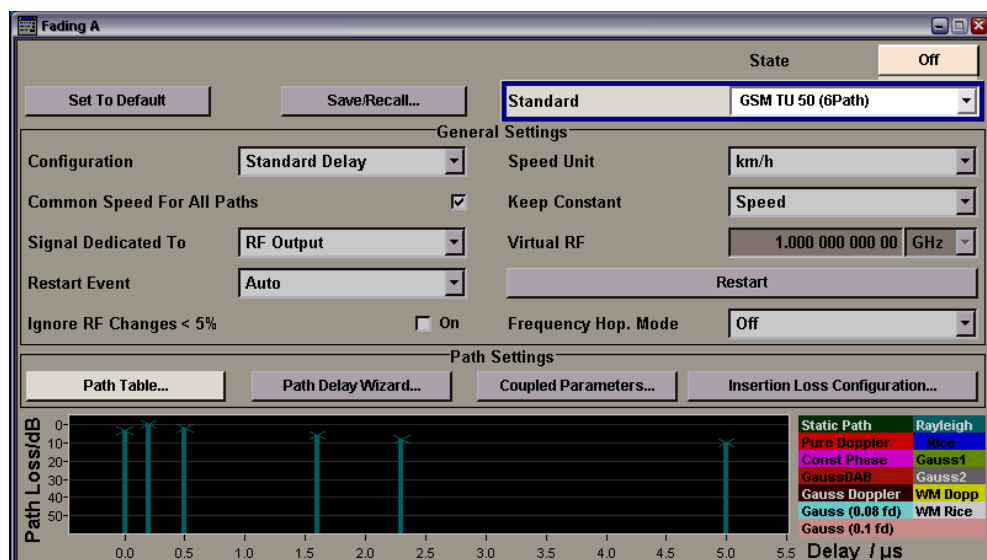 Fading A
State Off
Set To Default Save/Recall... Standard GSM TU 50 (6Path)
General Settings
Configuration Standard Delay Speed Unit km/h
Common Speed For All Paths Keep Constant Speed
Signal Dedicated To RF Output Virtual RF 1.000 000 000 00 GHz
Restart Event Auto Restart
Ignore RF Changes < 5% On Frequency Hop. Mode Off
Path Settings
Path Table... Path Delay Wizard... Coupled Parameters... Insertion Loss Configuration...
Path Loss/dB
0-
10-
20-
30-
40-
50-
Static Path Rayleigh
Pure Doppler Rice
Const Phase Gauss1
GaussDAB Gauss2
Gauss Doppler WM Dopp
Gauss (0.08 fd) WM Rice
Gauss (0.1 fd)
0.0 0.5 1.0 1.5 2.0 2.5 3.0 3.5 4.0 4.5 5.0 5.5 Delay / µs